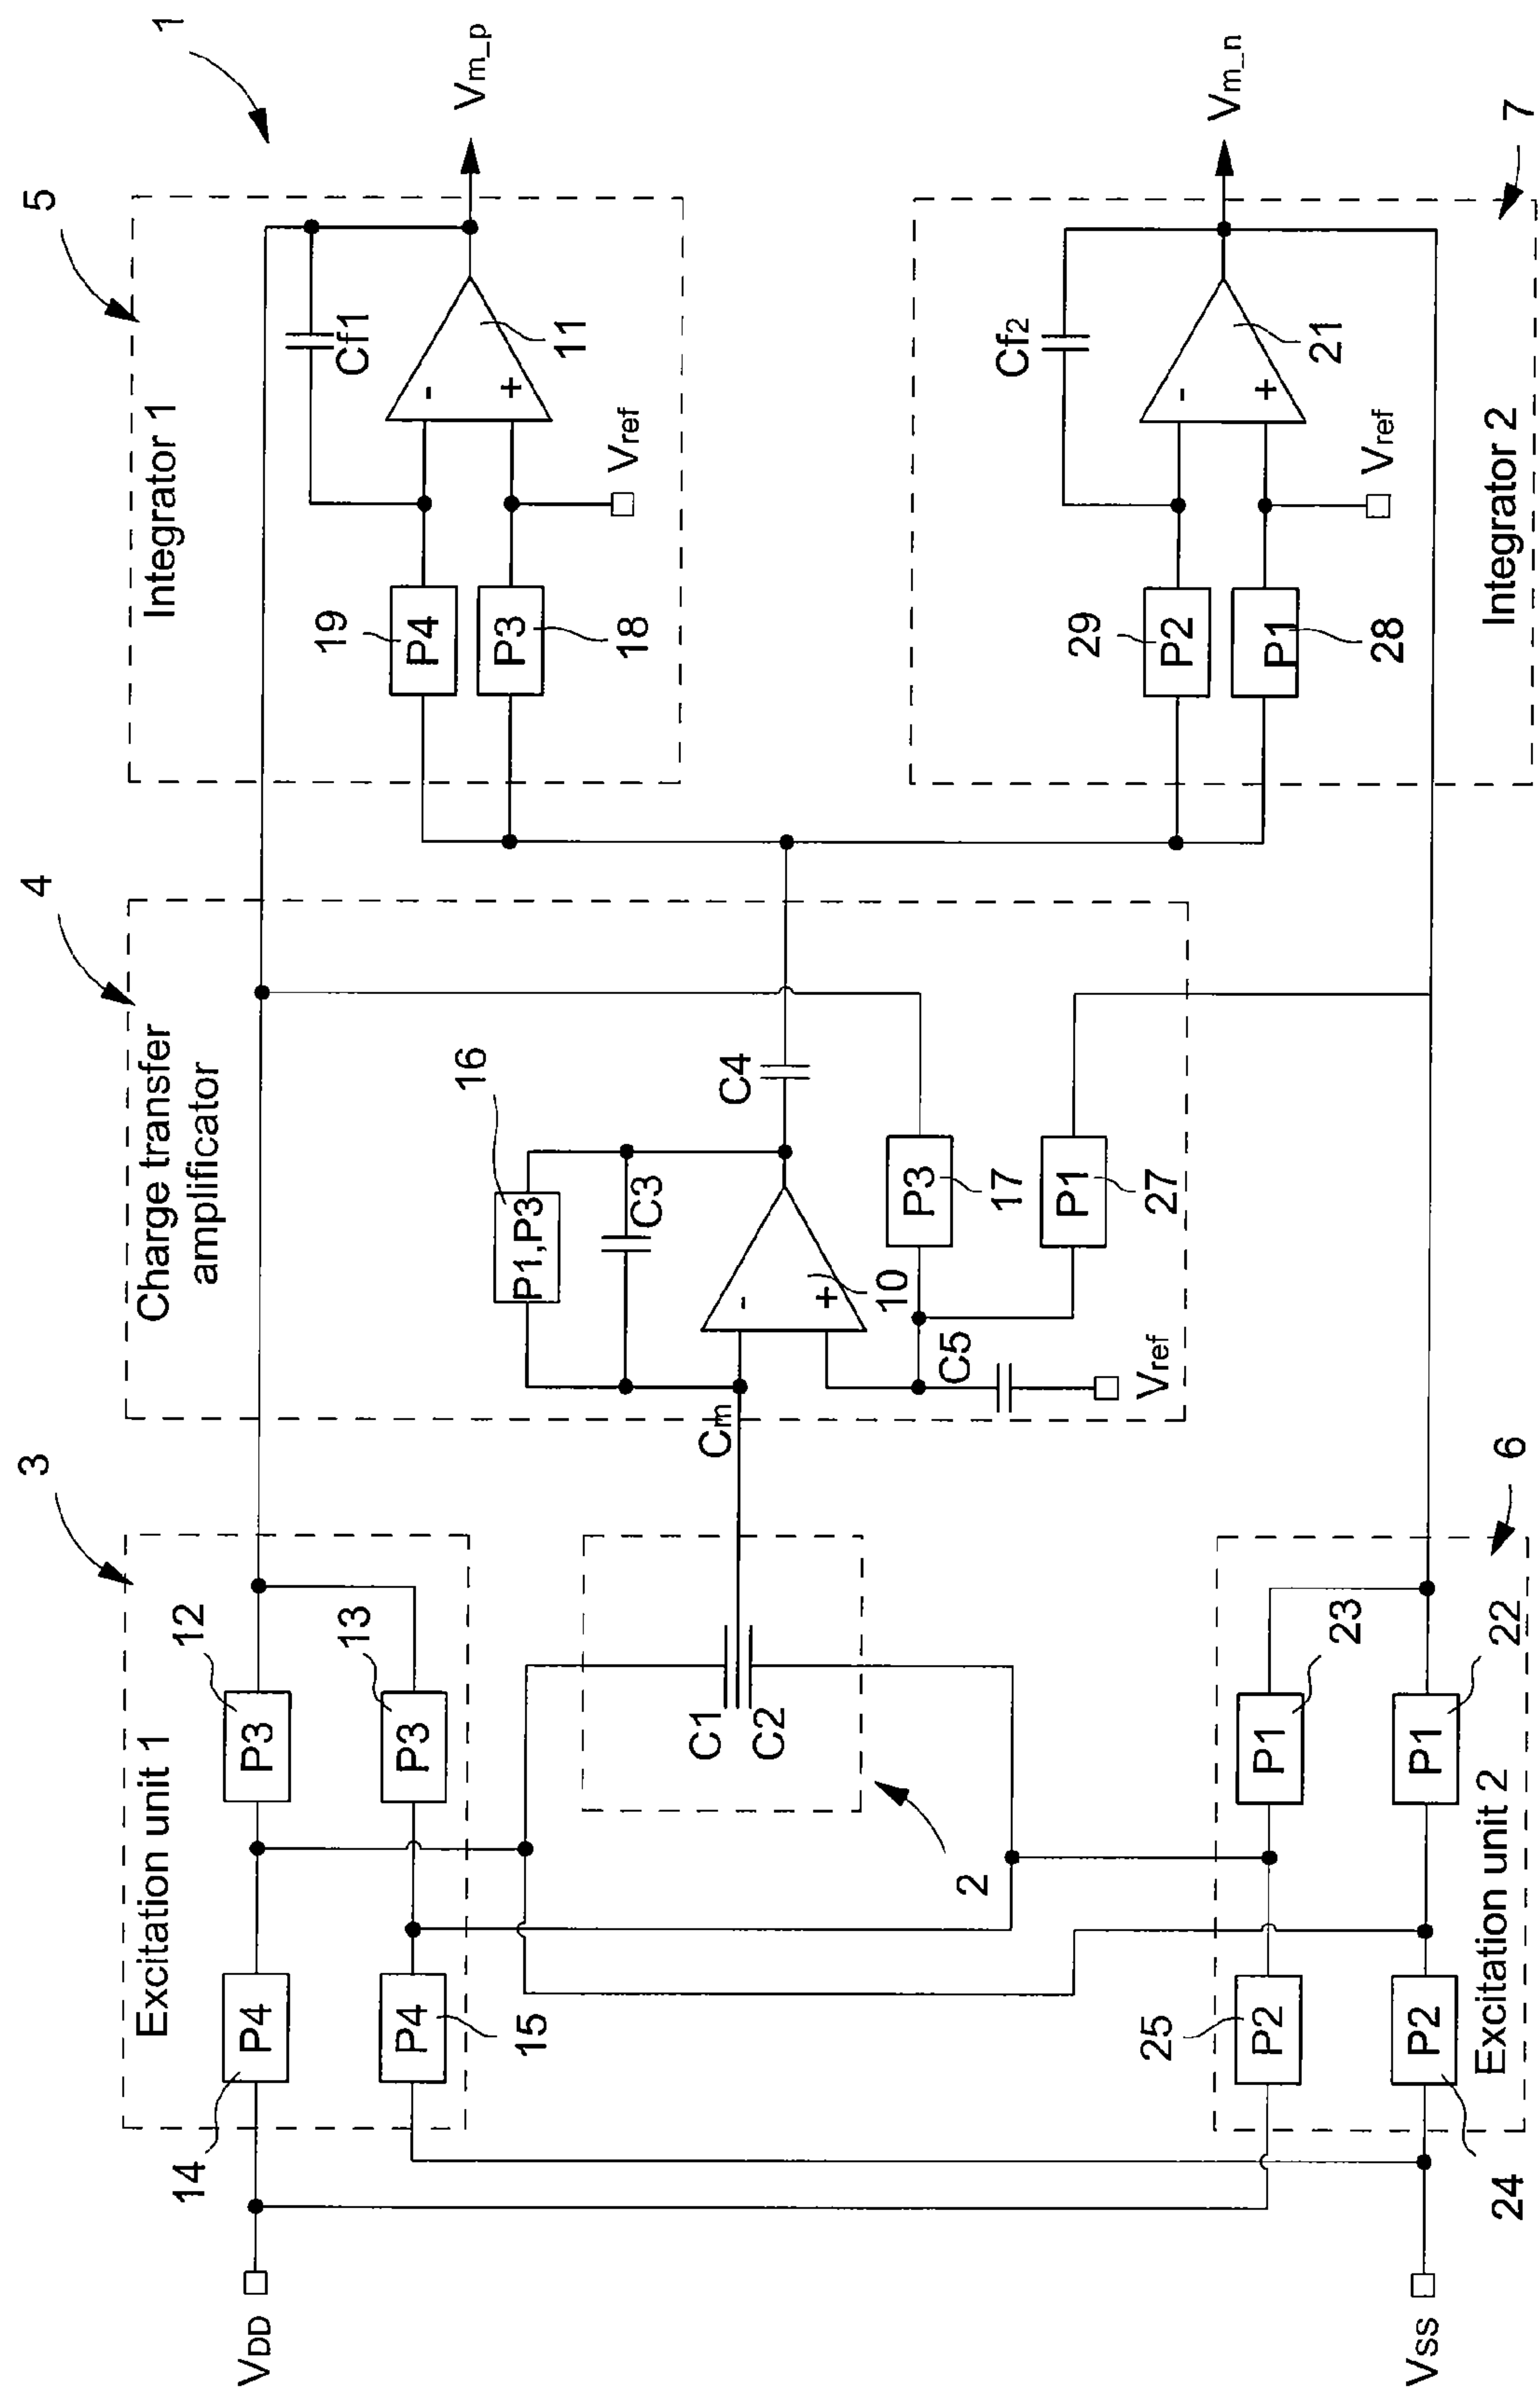 1
5
Integrator 1
Cf1
Vm_p
19
P4
P3
18
-
+
11
Vref
4
Charge transfer
amplificator
16
P1,P3
C3
C4
-
+
10
P3
17
P1
27
C5
Vref
Cm
3
Excitation unit 1
12
P3
13
P3
P4
14
P4
15
VDD
C1
C2
2
7
Integrator 2
Cf2
Vm_n
29
P2
P1
28
-
+
21
Vref
6
Excitation unit 2
P1
23
P1
22
25
P2
P2
24
VSS